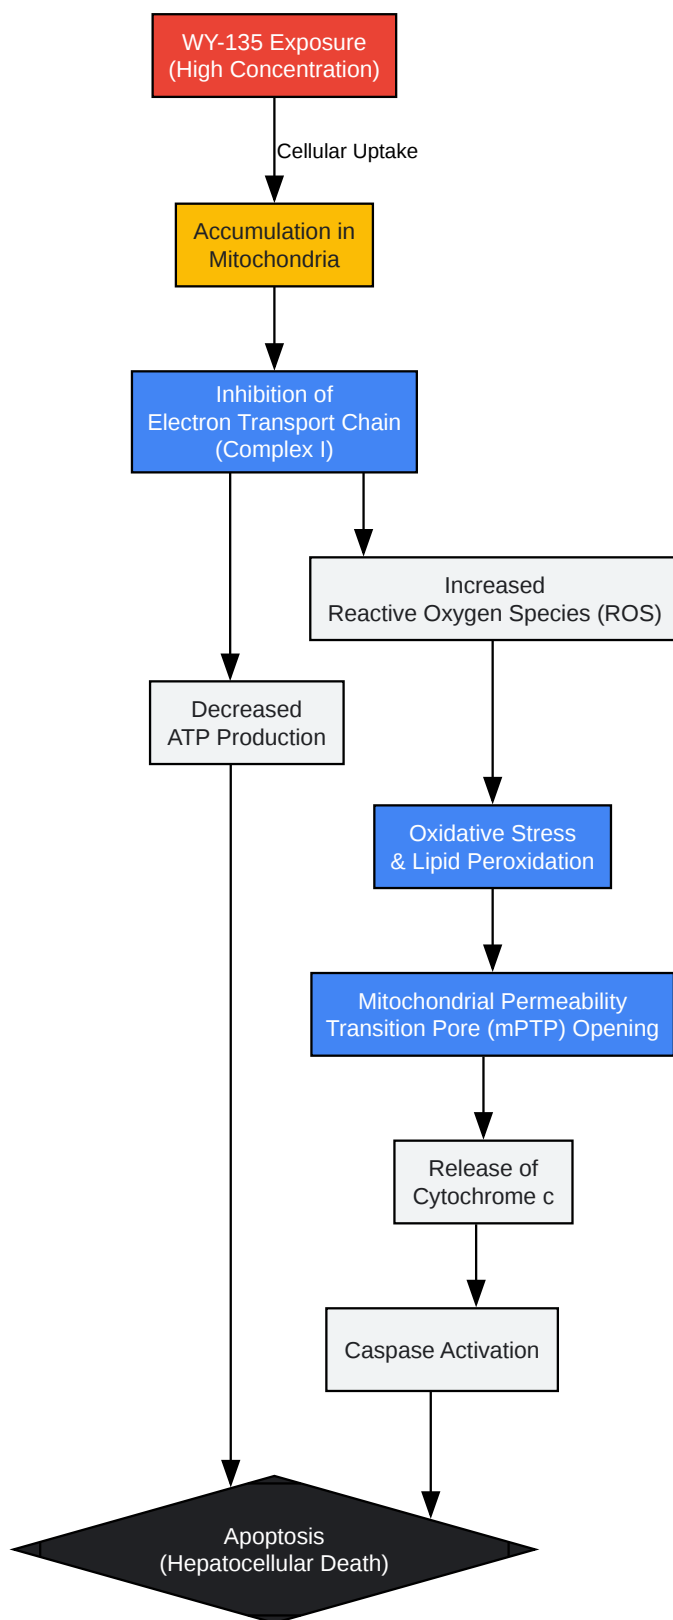 WY-135 Exposure
(High Concentration)
Cellular Uptake
Accumulation in
Mitochondria
Inhibition of
Electron Transport Chain
(Complex I)
Increased
Reactive Oxygen Species (ROS)
Decreased
ATP Production
Oxidative Stress
& Lipid Peroxidation
Mitochondrial Permeability
Transition Pore (mPTP) Opening
Release of
Cytochrome c
Caspase Activation
Apoptosis
(Hepatocellular Death)